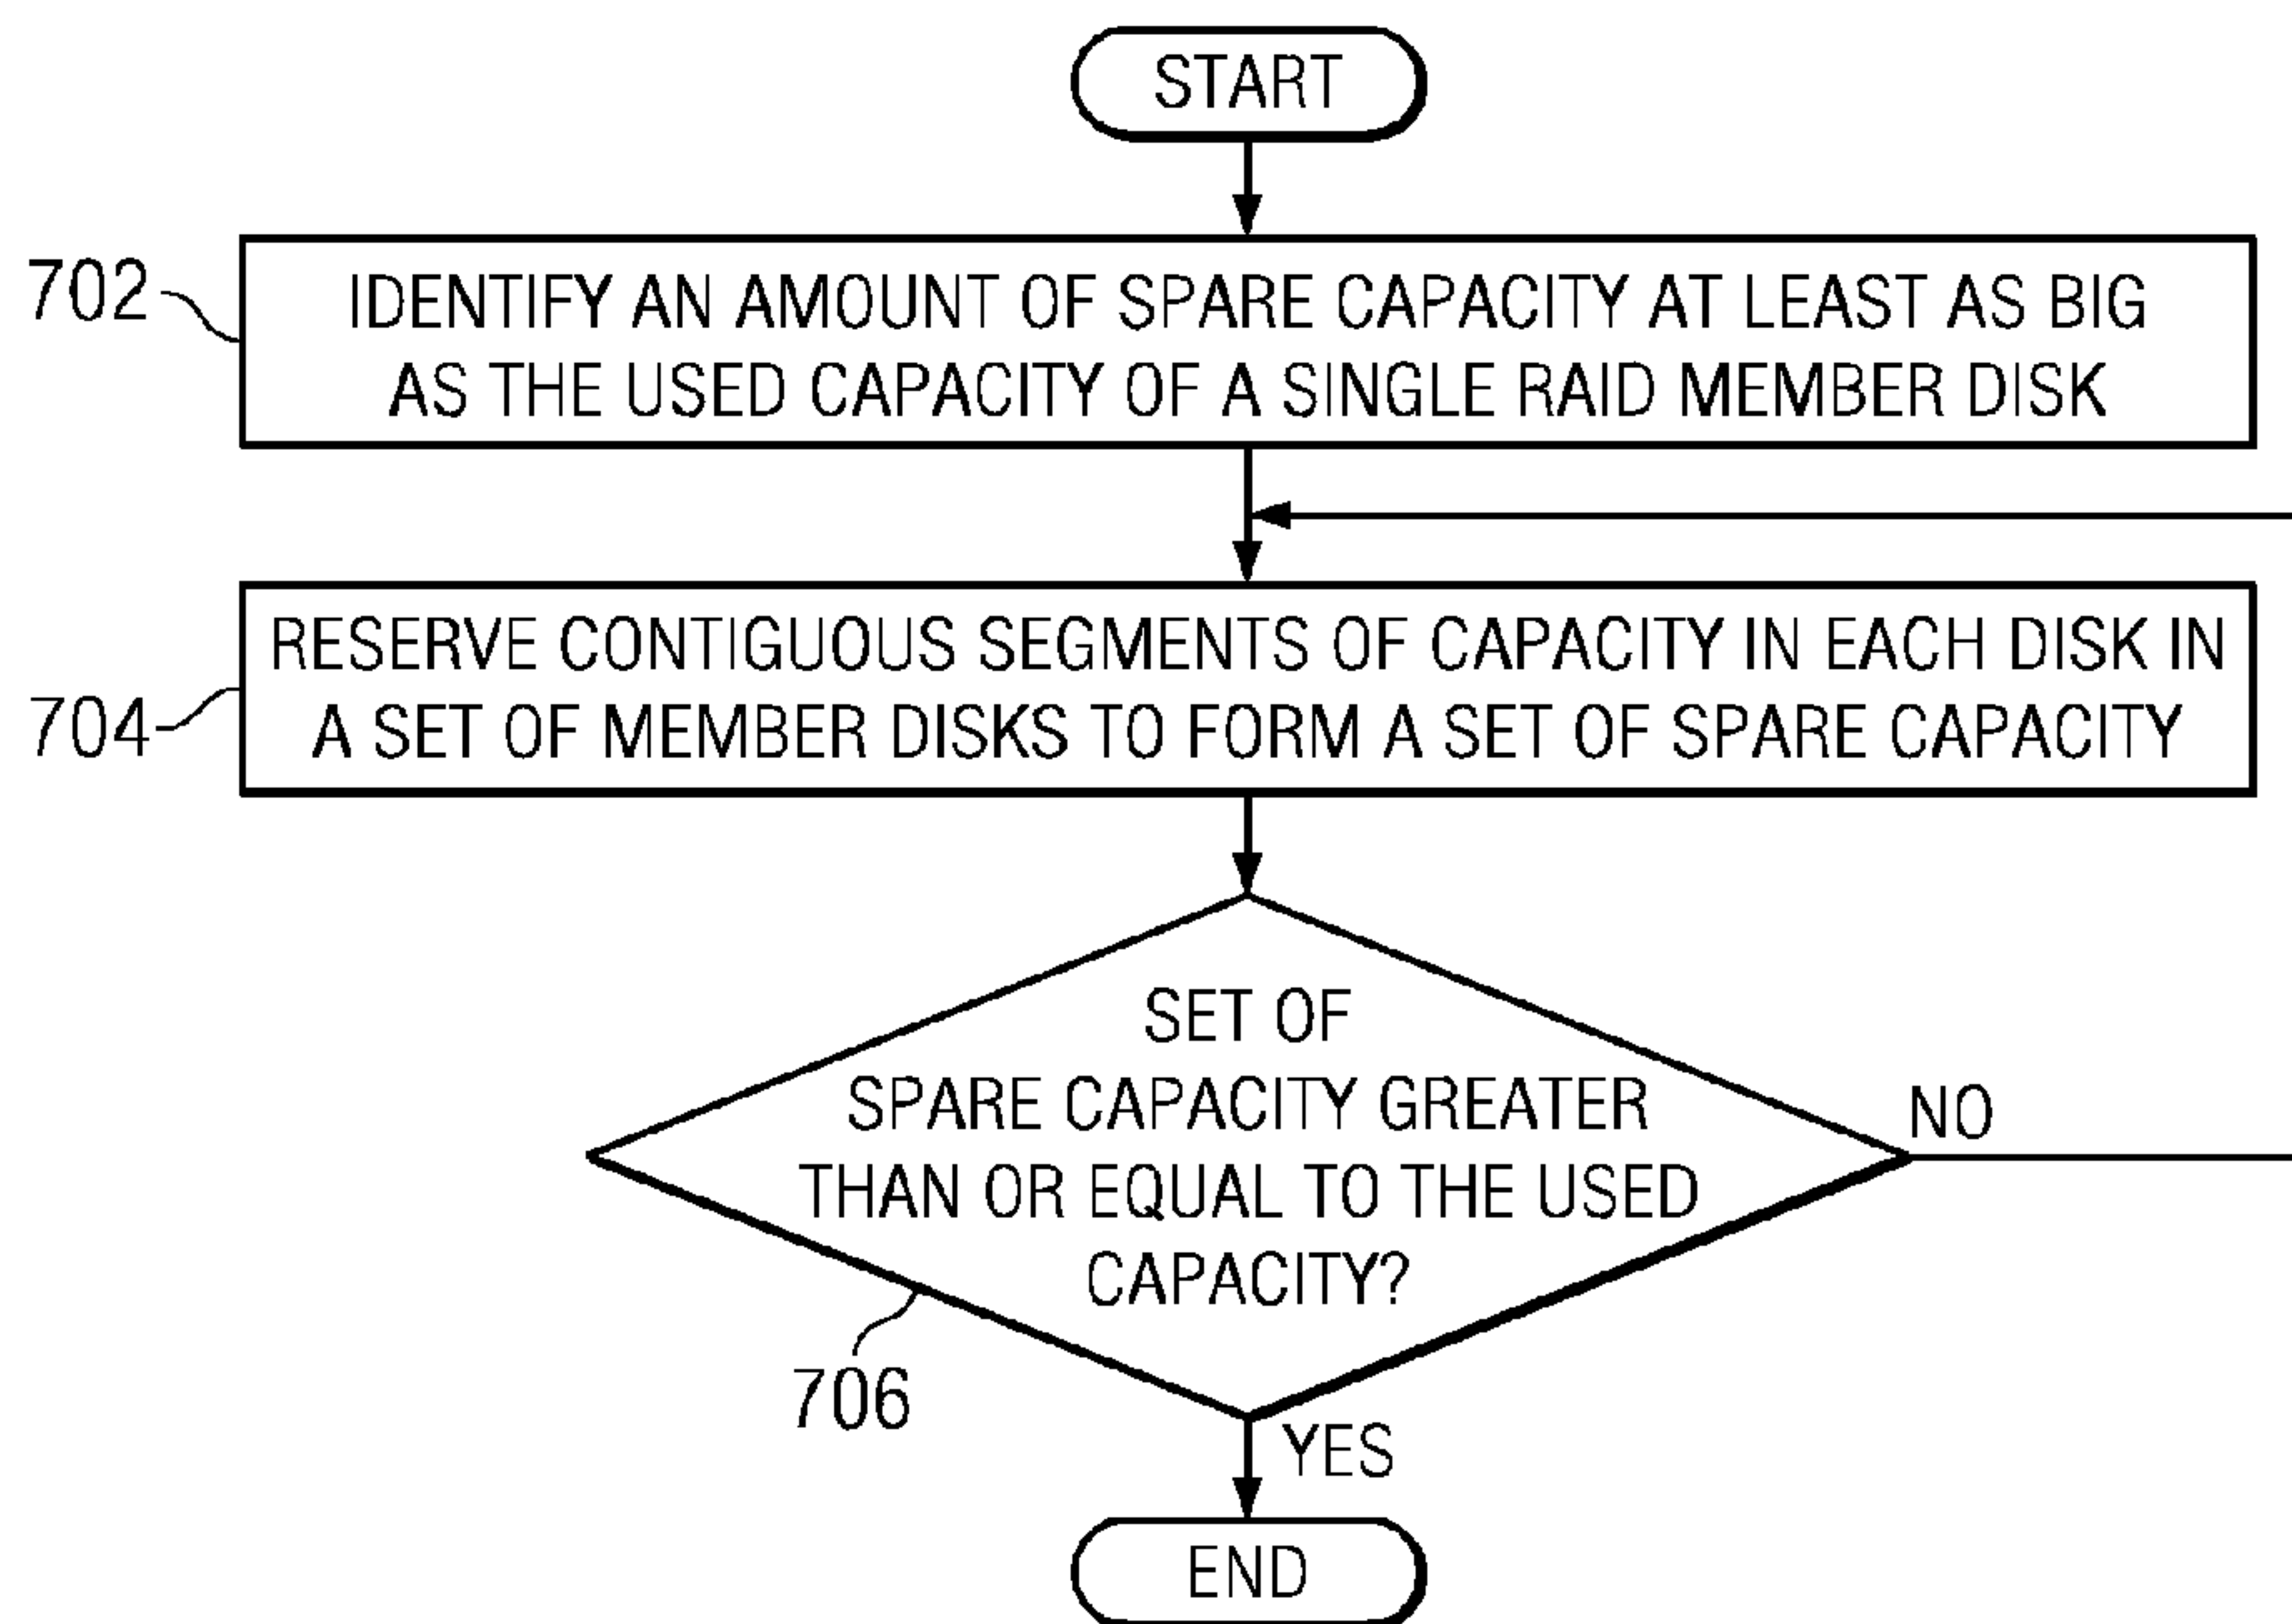 START
702
IDENTIFY AN AMOUNT OF SPARE CAPACITY AT LEAST AS BIG
AS THE USED CAPACITY OF A SINGLE RAID MEMBER DISK
704
RESERVE CONTIGUOUS SEGMENTS OF CAPACITY IN EACH DISK IN
A SET OF MEMBER DISKS TO FORM A SET OF SPARE CAPACITY
SET OF
SPARE CAPACITY GREATER
THAN OR EQUAL TO THE USED
CAPACITY?
NO
706
YES
END